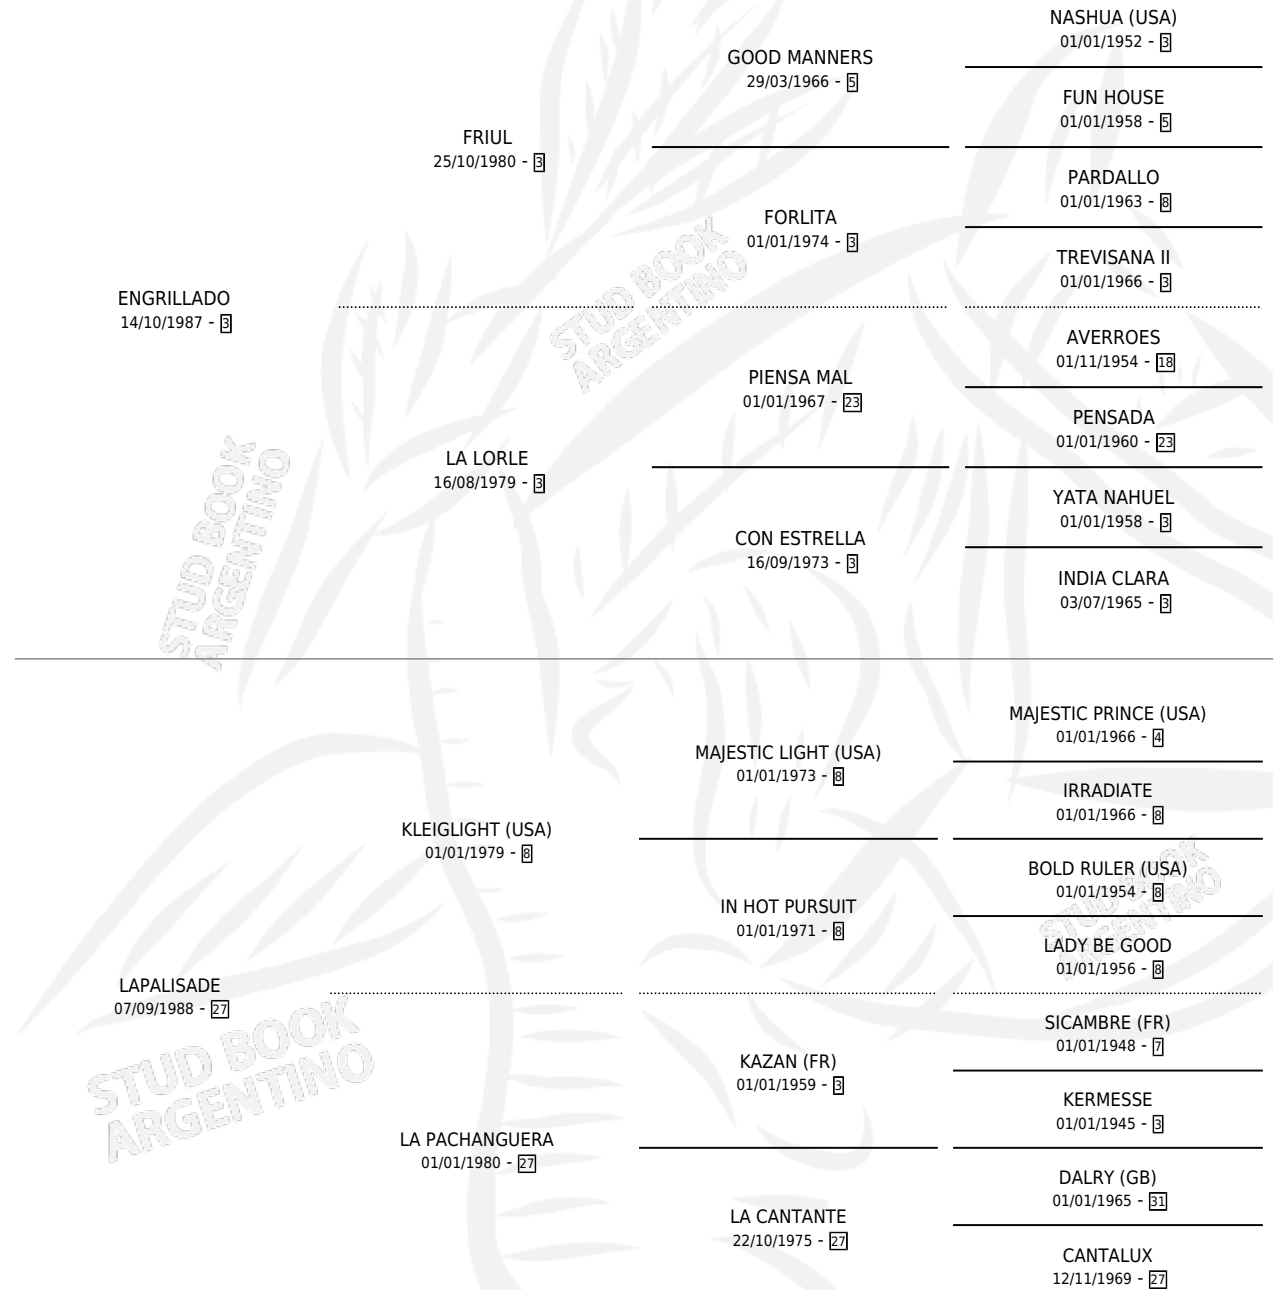 NASHUA (USA)
01/01/1952 - 3
GOOD MANNERS
29/03/1966 - 5
FUN HOUSE
01/01/1958 - 5
FRIUL
25/10/1980 - 3
PARDALLO
01/01/1963 - 8
FORLITA
01/01/1974 - 3
TREVISANA II
01/01/1966 - 3
STUD BOOK
ARGENTINO
ENGRILLADO
14/10/1987 - 3
AVERROES
01/11/1954 - 18
PIENSA MAL
01/01/1967 - 23
PENSADA
01/01/1960 - 23
LA LORLE
16/08/1979 - 3
YATA NAHUEL
01/01/1958 - 3
CON ESTRELLA
16/09/1973 - 3
INDIA CLARA
03/07/1965 - 3
STUD BOOK
ARGENTINO
MAJESTIC PRINCE (USA)
01/01/1966 - 4
MAJESTIC LIGHT (USA)
01/01/1973 - 8
IRRADIATE
01/01/1966 - 8
KLEIGLIGHT (USA)
01/01/1979 - 8
BOLD RULER (USA)
01/01/1954 - 8
IN HOT PURSUIT
01/01/1971 - 8
LADY BE GOOD
01/01/1956 - 8
STUD BOOK
ARGENTINO
LAPALISADE
07/09/1988 - 27
SICAMBRE (FR)
01/01/1948 - 7
KAZAN (FR)
01/01/1959 - 3
KERMESSE
01/01/1945 - 3
LA PACHANGUERA
01/01/1980 - 27
DALRY (GB)
01/01/1965 - 31
LA CANTANTE
22/10/1975 - 27
CANTALUX
12/11/1969 - 27
STUD BOOK
ARGENTINO